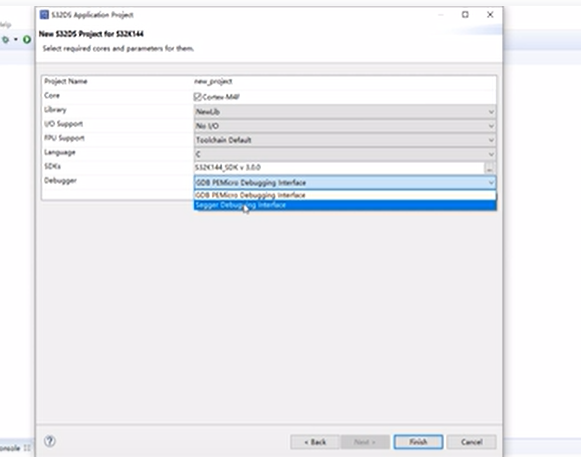 Help
S32DS Application Project
New S32DS Project for S32K144
Select required cores and parameters for them.
Project Name new_project
Core Cortex-M4F
Library NewLib
I/O Support No I/O
FPU Support Toolchain Default
Language C
SDKs S32K144_SDK v 3.0.0 ...
Debugger GDB PEMicro Debugging Interface
GDB PEMicro Debugging Interface
Segger Debugging Interface
onsole
? < Back Next > Finish Cancel